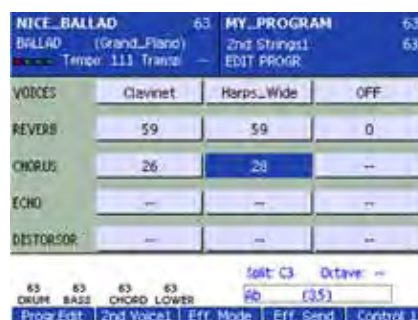 NICE_BALLAD 63 MY_PROGRAM 63
BALLAD (Grand_Piano) 2nd Strings1 63
Tempo: 111 Transp: -- EDIT PROGR
VOICES Clavinet Harps_Wide OFF
REVERB 59 59 0
CHORUS 26 28 --
ECHO -- -- --
DISTORSOR -- -- --
Split: C3 Octave: --
63 63 63 63
DRUM BASS CHORD LOWER Ab (3,5)
Progr.Edit 2nd Voice1 Eff. Mode Eff. Send Control